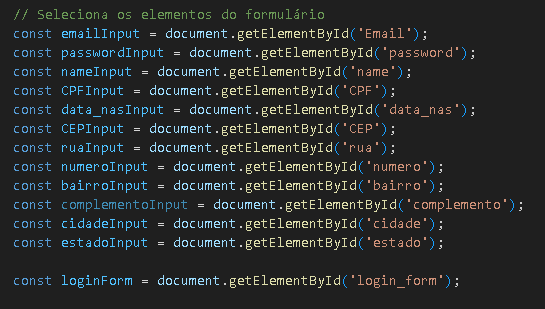 // Seleciona os elementos do formulário
const emailInput = document.getElementById('Email');
const passwordInput = document.getElementById('password');
const nameInput = document.getElementById('name');
const CPFInput = document.getElementById('CPF');
const data_nasInput = document.getElementById('data_nas');
const CEPInput = document.getElementById('CEP');
const ruaInput = document.getElementById('rua');
const numeroInput = document.getElementById('numero');
const bairroInput = document.getElementById('bairro');
const complementoInput = document.getElementById('complemento');
const cidadeInput = document.getElementById('cidade');
const estadoInput = document.getElementById('estado');
const loginForm = document.getElementById('login_form');